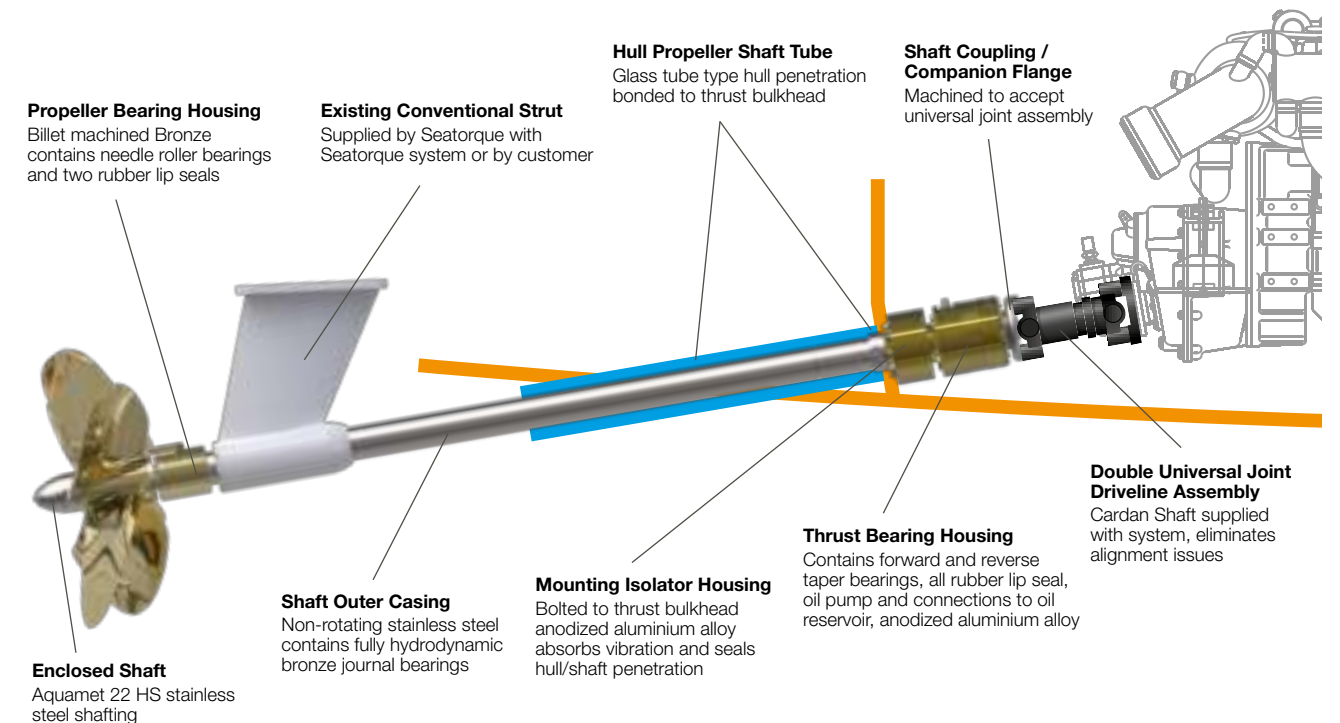 Hull Propeller Shaft Tube
Glass tube type hull penetration
bonded to thrust bulkhead
Shaft Coupling /
Companion Flange
Machined to accept
universal joint assembly
Propeller Bearing Housing
Billet machined Bronze
contains needle roller bearings
and two rubber lip seals
Existing Conventional Strut
Supplied by Seatorque with
Seatorque system or by customer
Double Universal Joint
Driveline Assembly
Cardan Shaft supplied
with system, eliminates
alignment issues
Thrust Bearing Housing
Contains forward and reverse
taper bearings, all rubber lip seal,
oil pump and connections to oil
reservoir, anodized aluminium alloy
Mounting Isolator Housing
Bolted to thrust bulkhead
anodized aluminium alloy
absorbs vibration and seals
hull/shaft penetration
Shaft Outer Casing
Non-rotating stainless steel
contains fully hydrodynamic
bronze journal bearings
Enclosed Shaft
Aquamet 22 HS stainless
steel shafting